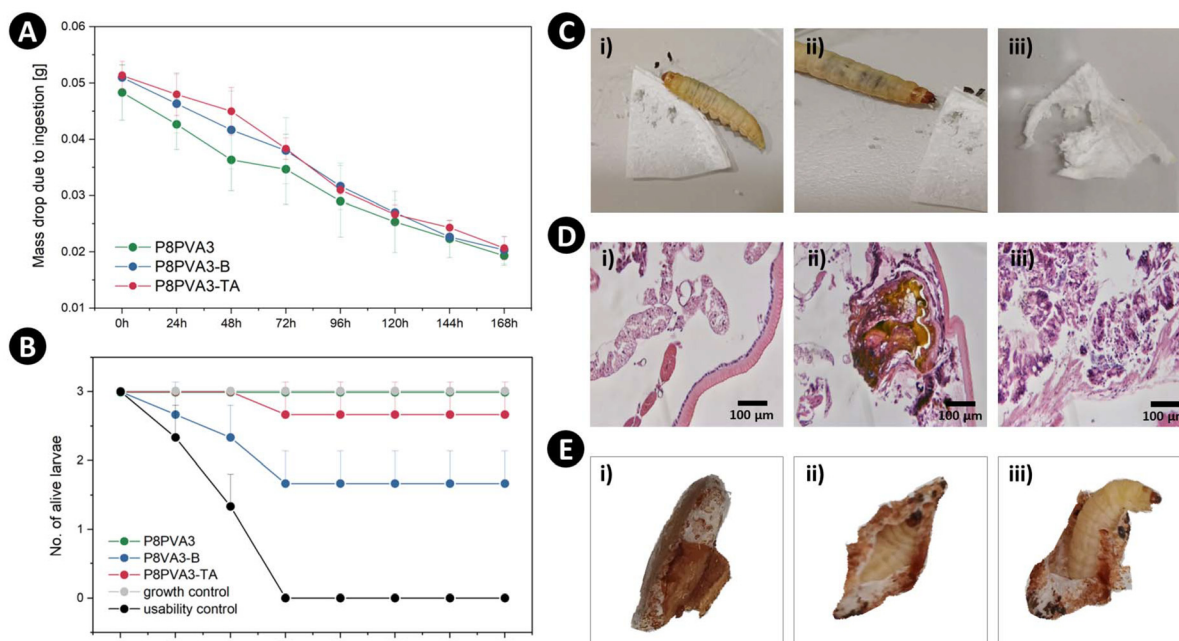 A
Mass drop due to ingestion [g]
0.06
0.05
0.04
0.03
0.02
0.01
P8PVA3
P8PVA3-B
P8PVA3-TA
0h 24h 48h 72h 96h 120h 144h 168h
B
No. of alive larvae
3
2
1
0
P8PVA3
P8VA3-B
P8PVA3-TA
growth control
usability control
C
i) ii) iii)
D
i) ii) iii)
100 µm 100 µm 100 µm
E
i) ii) iii)